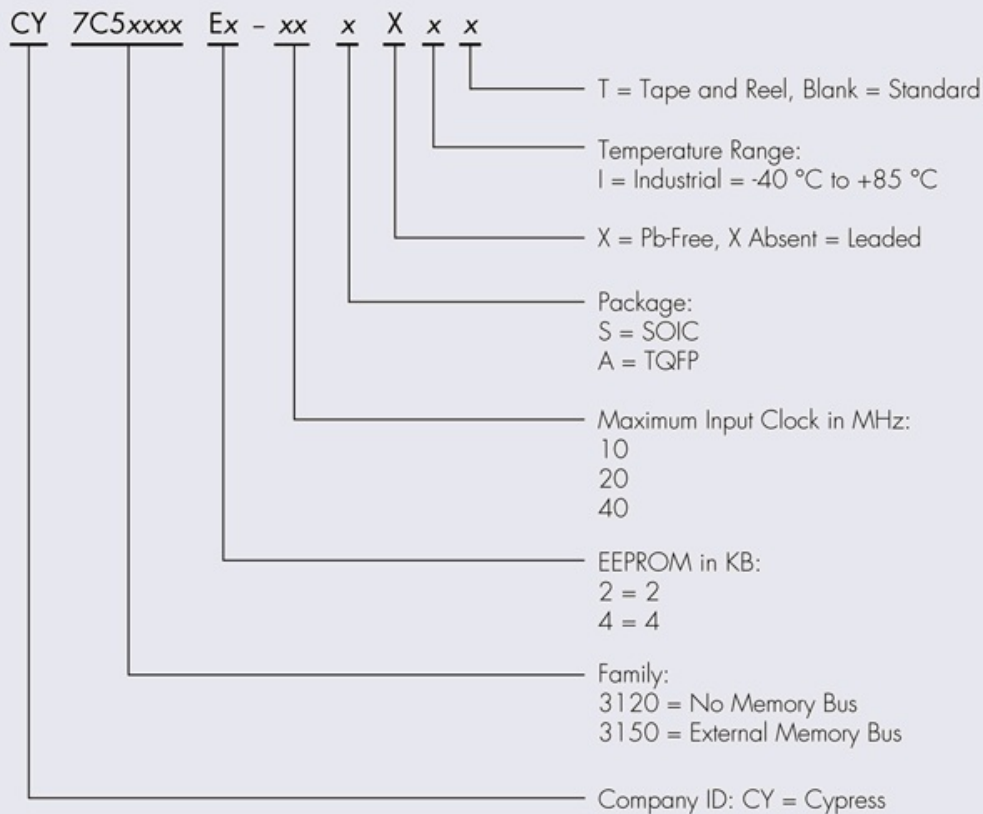 CY 7C5xxxx Ex - xx x X x x
T = Tape and Reel, Blank = Standard
Temperature Range:
I = Industrial = -40 °C to +85 °C
X = Pb-Free, X Absent = Leaded
Package:
S = SOIC
A = TQFP
Maximum Input Clock in MHz:
10
20
40
EEPROM in KB:
2 = 2
4 = 4
Family:
3120 = No Memory Bus
3150 = External Memory Bus
Company ID: CY = Cypress